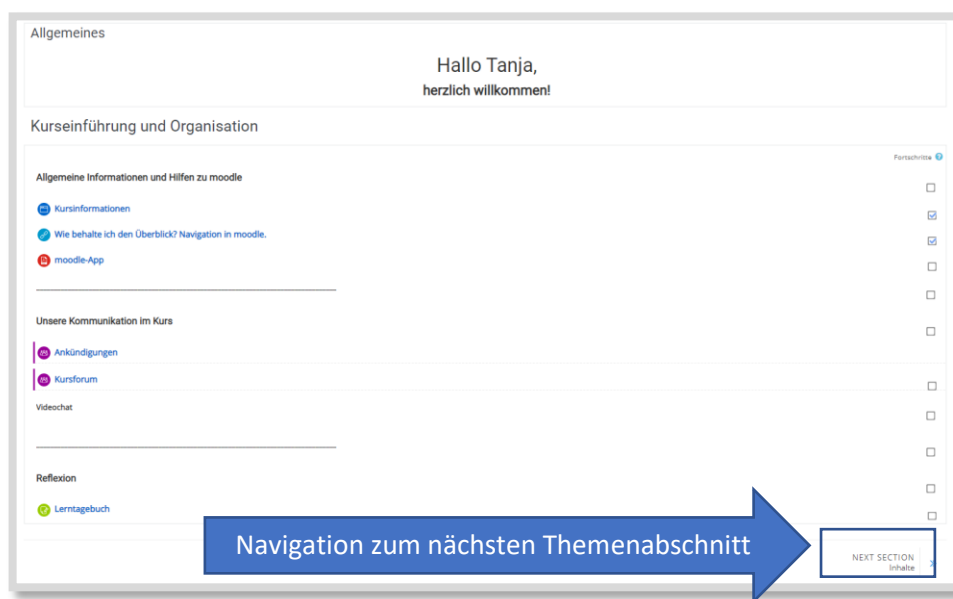 Allgemeines
Hallo Tanja,
herzlich willkommen!
Kurseinführung und Organisation
Fortschritte
Allgemeine Informationen und Hilfen zu moodle
Kursinformationen
Wie behalte ich den Überblick? Navigation in moodle.
moodle-App
Unsere Kommunikation im Kurs
Ankündigungen
Kursforum
Videochat
Reflexion
Lerntagebuch
Navigation zum nächsten Themenabschnitt
NEXT SECTION
Inhalte